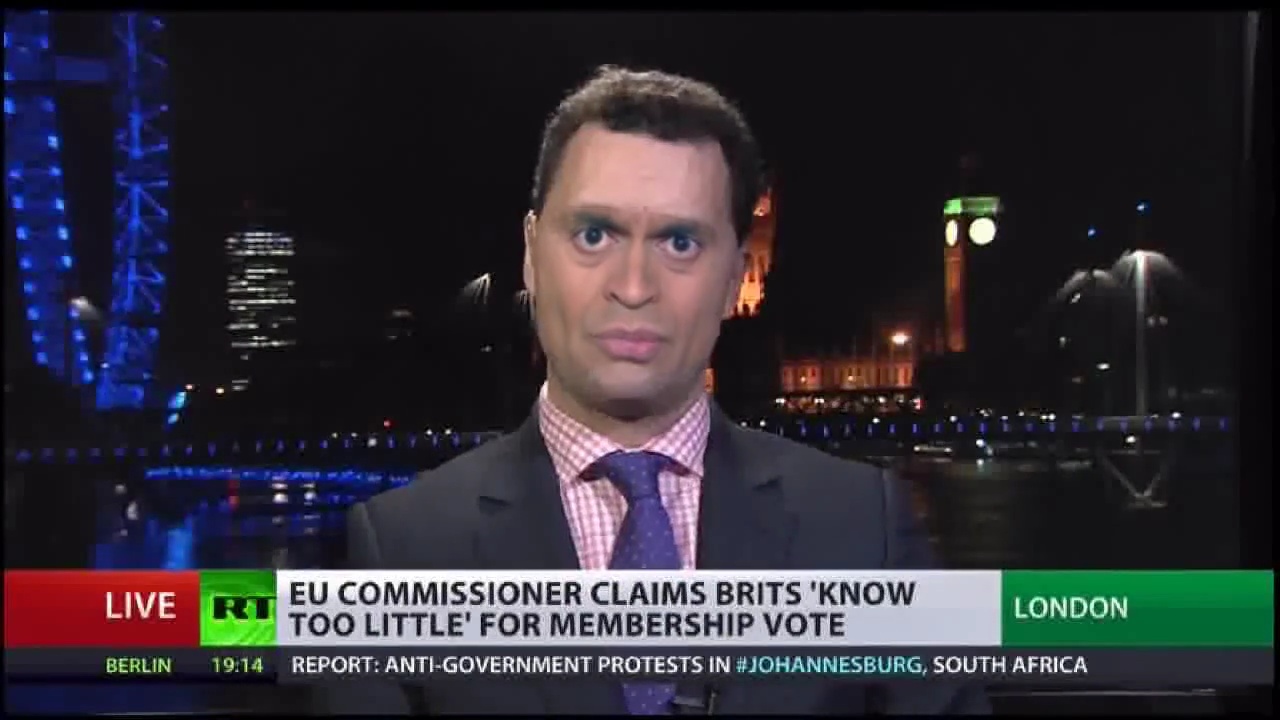 LIVE
RT
EU COMMISSIONER CLAIMS BRITS 'KNOW
TOO LITTLE' FOR MEMBERSHIP VOTE
LONDON
BERLIN 19:14 REPORT: ANTI-GOVERNMENT PROTESTS IN #JOHANNESBURG, SOUTH AFRICA